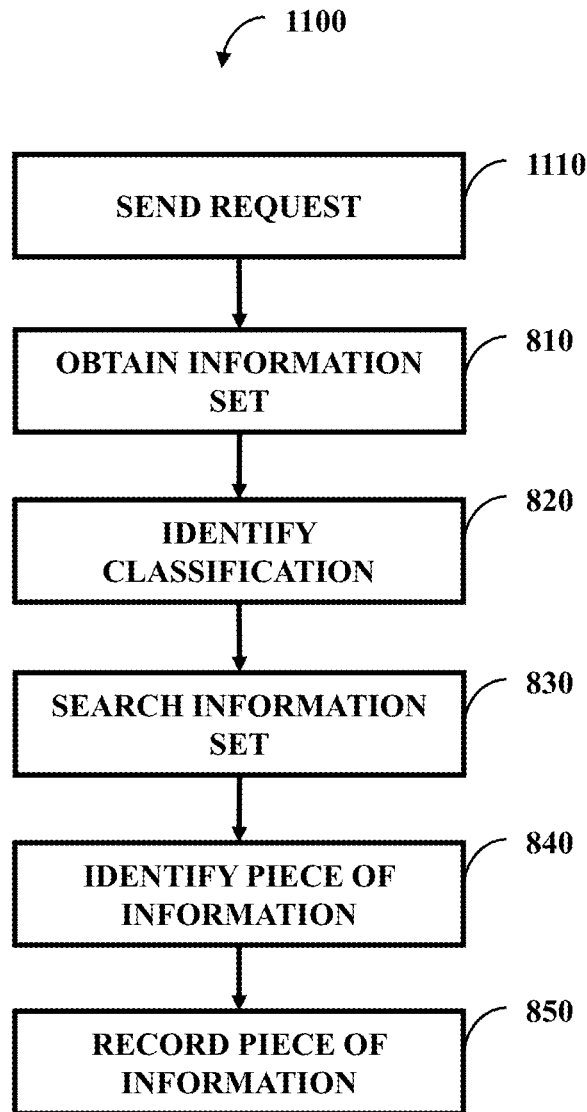 1100
1110
SEND REQUEST
810
OBTAIN INFORMATION
SET
820
IDENTIFY
CLASSIFICATION
830
SEARCH INFORMATION
SET
840
IDENTIFY PIECE OF
INFORMATION
850
RECORD PIECE OF
INFORMATION